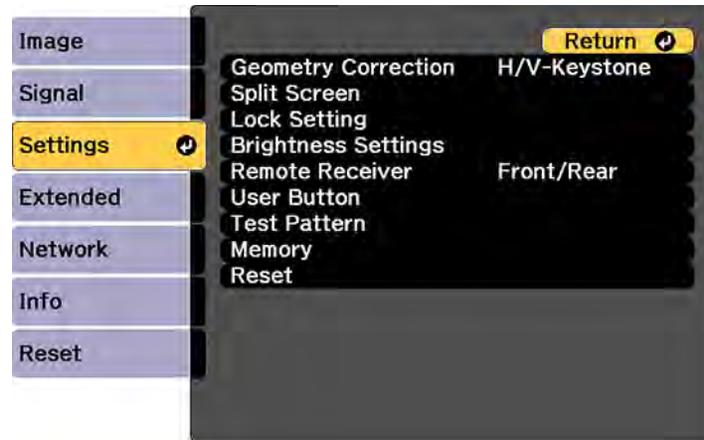 Image
Signal
Settings
Extended
Network
Info
Reset
Return
Geometry Correction H/V-Keystone
Split Screen
Lock Setting
Brightness Settings
Remote Receiver Front/Rear
User Button
Test Pattern
Memory
Reset